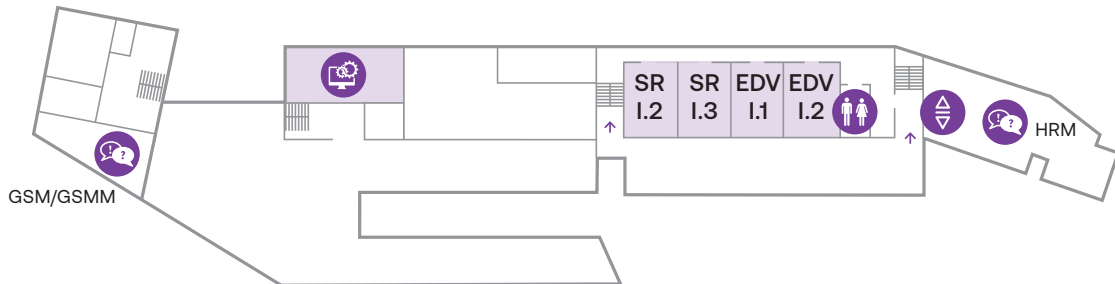 SR I.2
SR I.3
EDV I.1
EDV I.2
HRM
GSM/GSMM